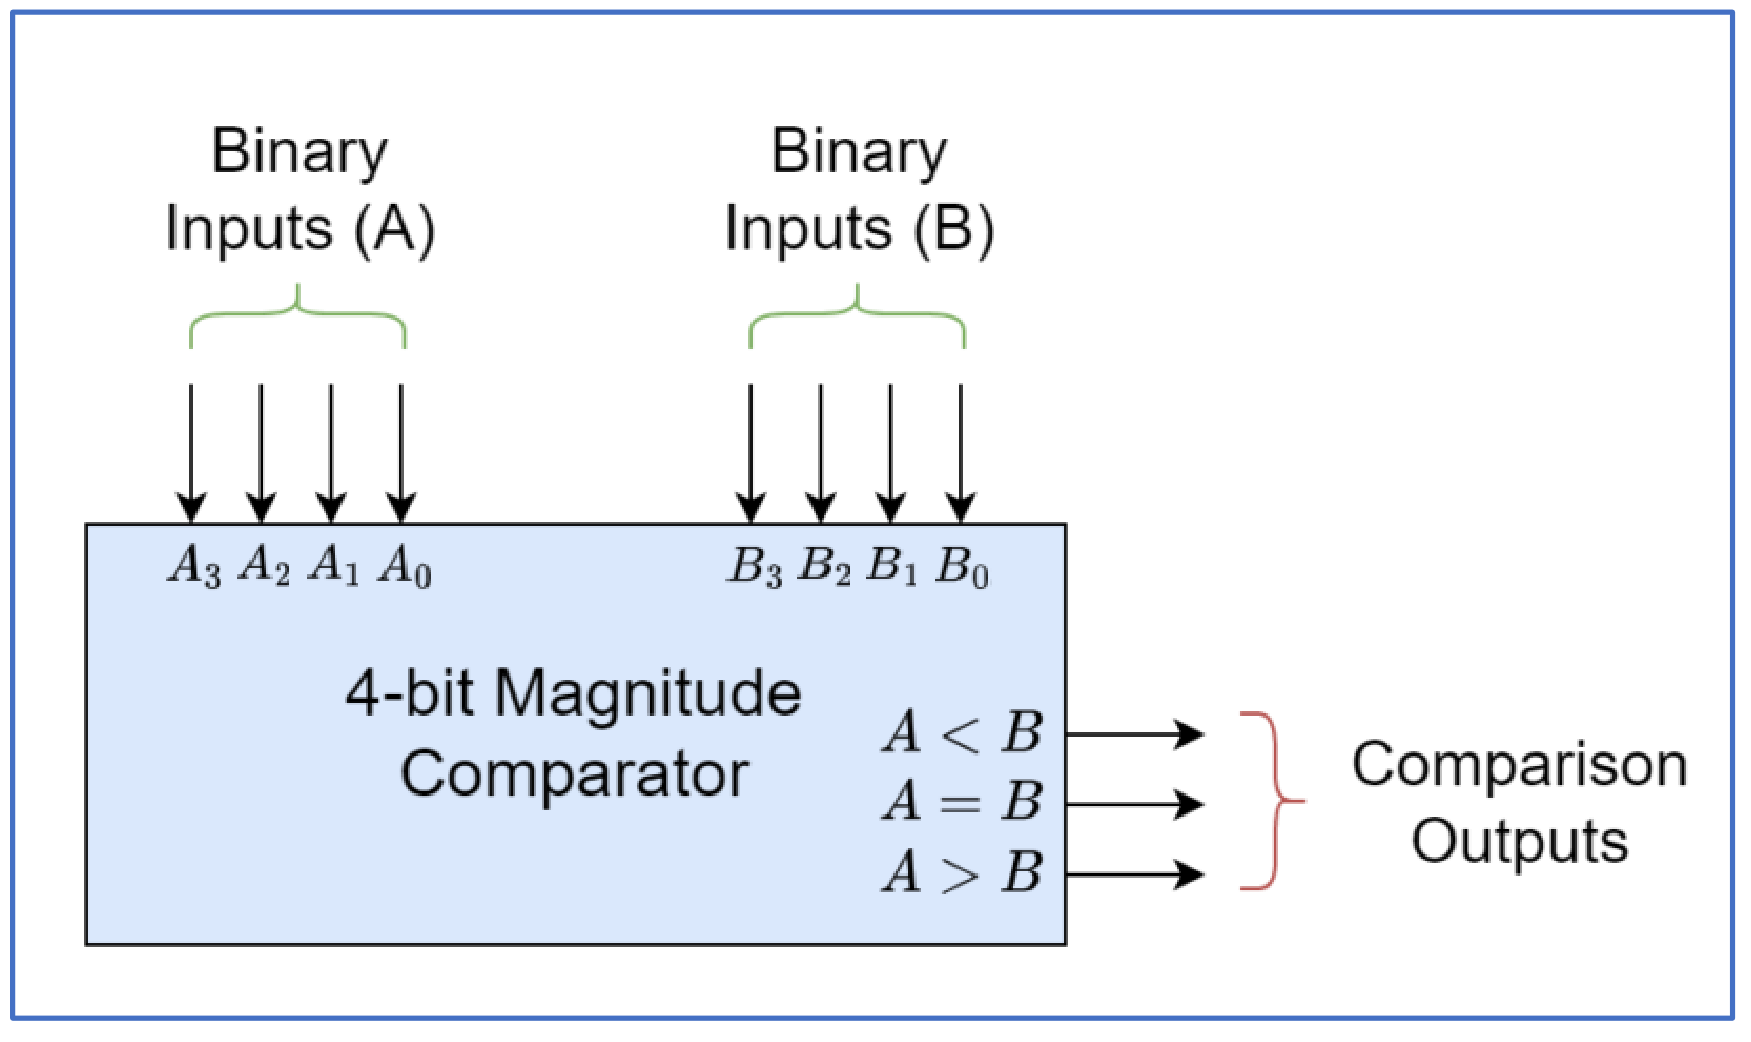 Binary
Inputs (A)
Binary
Inputs (B)
A₃ A₂ A₁ A₀
B₃ B₂ B₁ B₀
4-bit Magnitude
Comparator
A < B
A = B
A > B
Comparison
Outputs